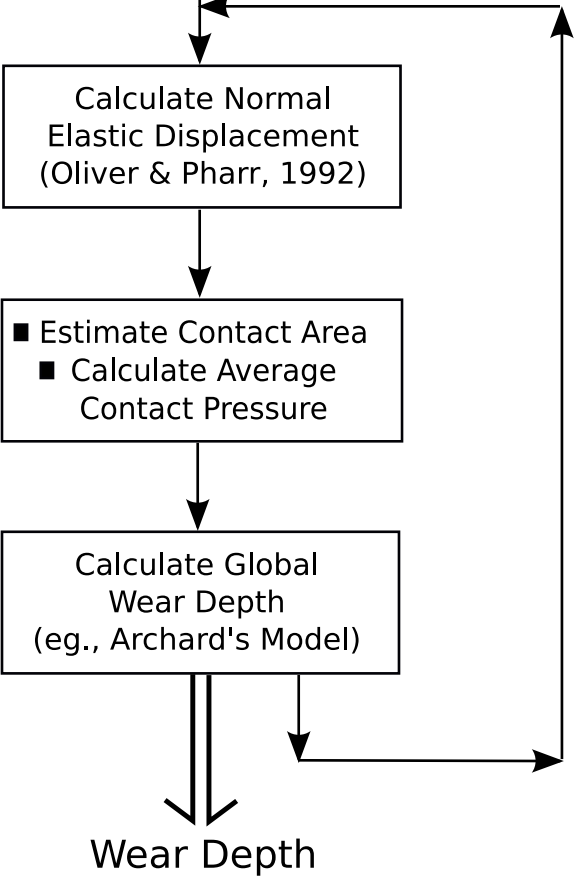 Calculate Normal
Elastic Displacement
(Oliver & Pharr, 1992)
■ Estimate Contact Area
■ Calculate Average
Contact Pressure
Calculate Global
Wear Depth
(eg., Archard's Model)
Wear Depth